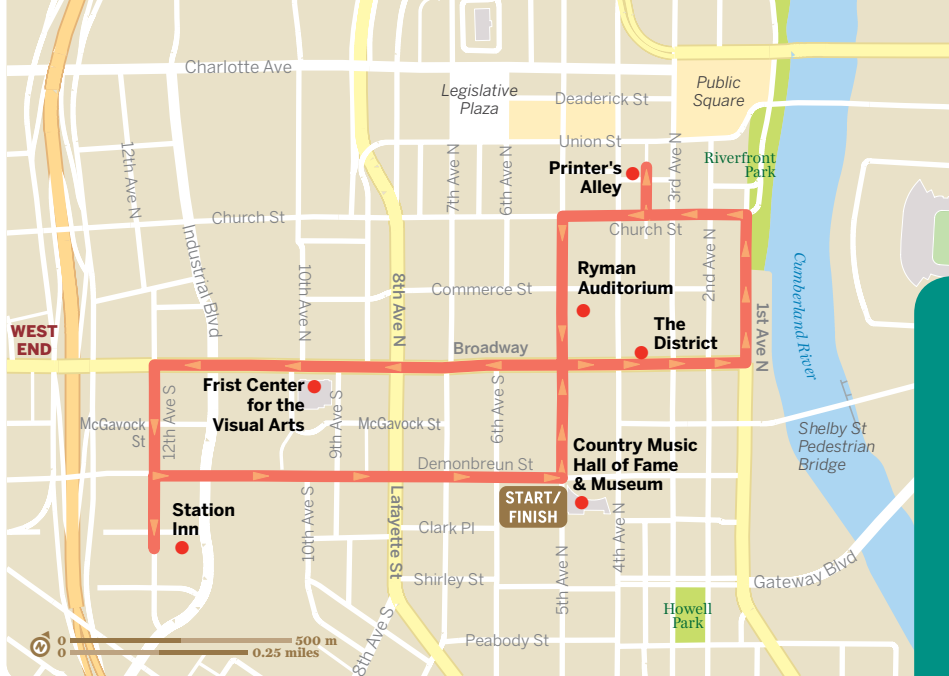 Charlotte Ave
Legislative
Plaza
Deaderick St
Public
Square
Union St
12th Ave N
7th Ave N
6th Ave N
3rd Ave N
Printer's
Alley
Riverfront
Park
Church St
Church St
Industrial Blvd
10th Ave N
8th Ave N
2nd Ave N
Ryman
Auditorium
Commerce St
Cumberland River
The
District
1st Ave N
WEST
END
Broadway
Frist Center
for the
Visual Arts
12th Ave S
9th Ave S
6th Ave S
McGavock
St
McGavock St
Shelby St
Pedestrian
Bridge
Country Music
Hall of Fame
& Museum
Demonbreun St
START/
FINISH
Station
Inn
10th Ave S
Lafayette St
Clark Pl
4th Ave N
5th Ave N
Shirley St
Gateway Blvd
Howell
Park
8th Ave S
Peabody St
N
0 500 m
0 0.25 miles